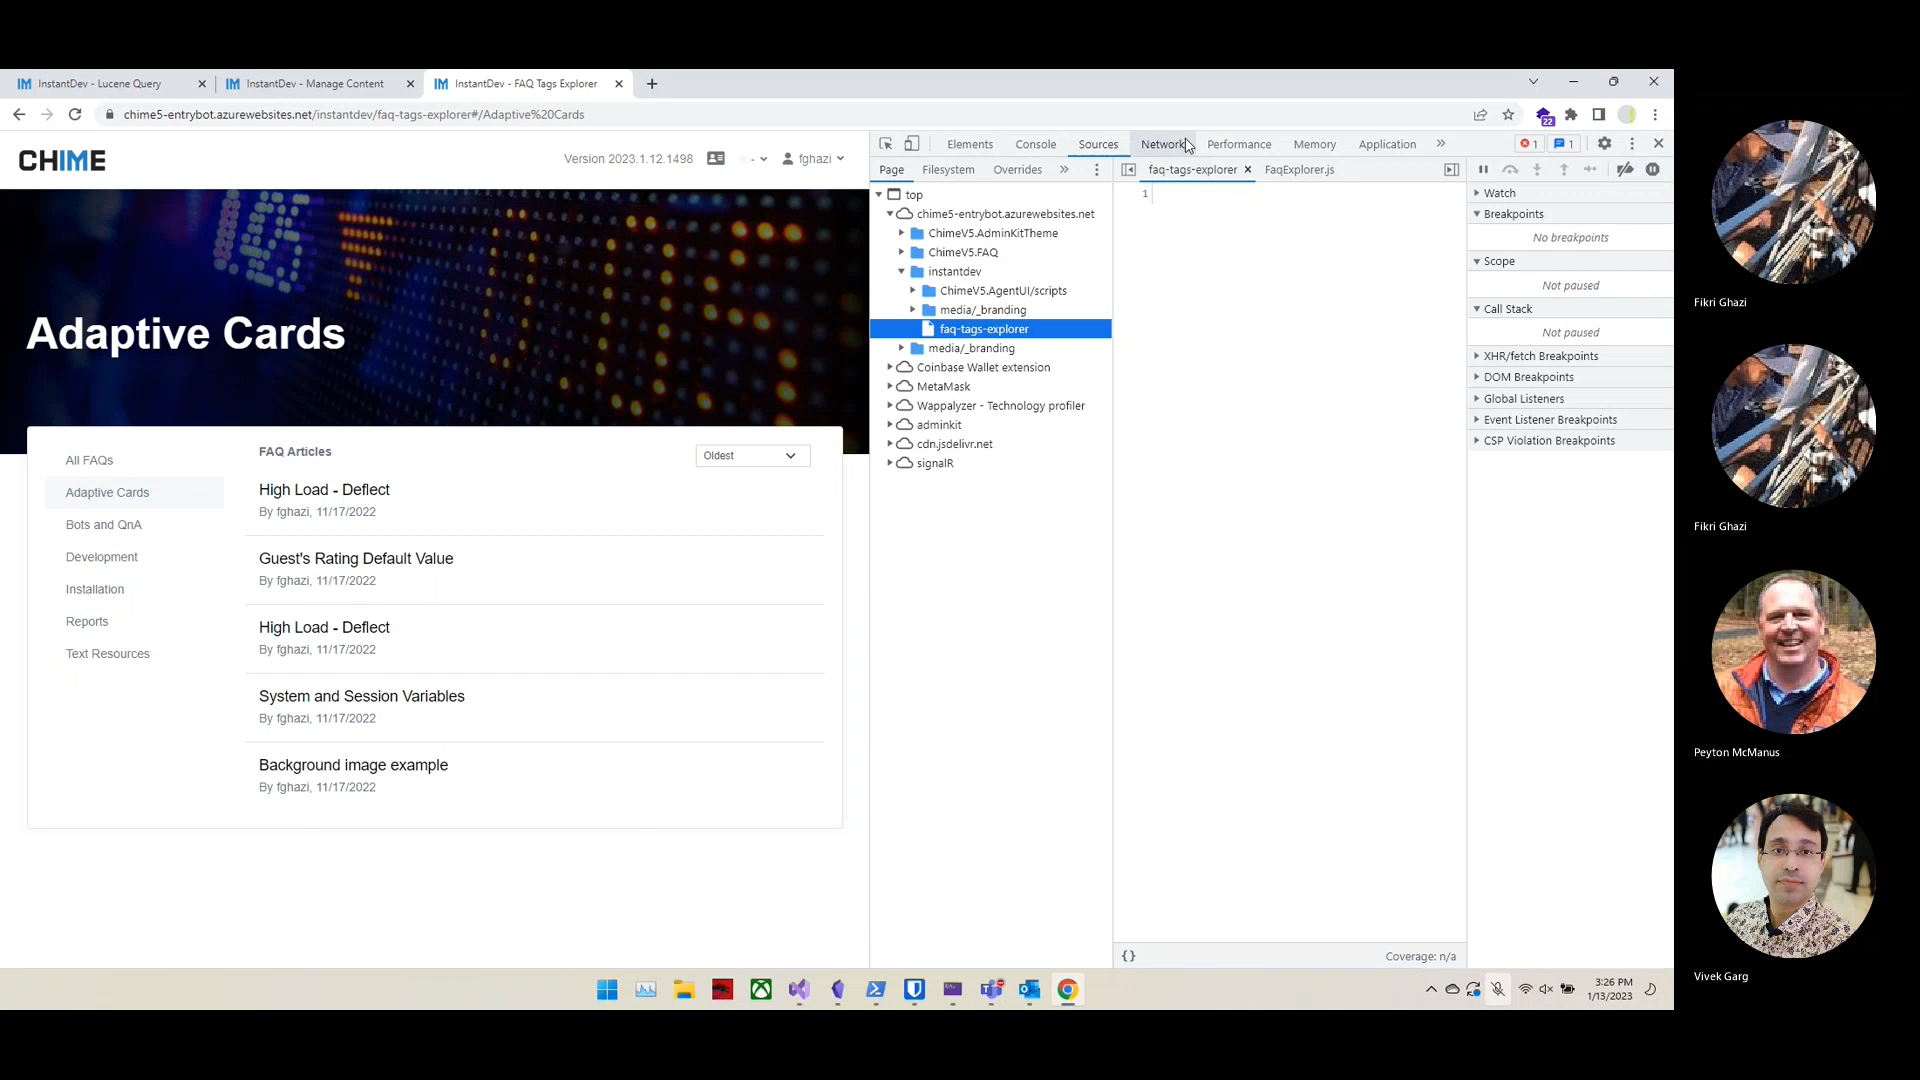 InstantDev - Lucene Query
InstantDev - Manage Content
InstantDev - FAQ Tags Explorer
chime5-entrybot.azurewebsites.net/instantdev/faq-tags-explorer#/Adaptive%20Cards
22
CHIME
Version 2023.1.12.1498
-
fghazi
Adaptive Cards
All FAQs
Adaptive Cards
Bots and QnA
Development
Installation
Reports
Text Resources
FAQ Articles
Oldest
High Load - Deflect
By fghazi, 11/17/2022
Guest's Rating Default Value
By fghazi, 11/17/2022
High Load - Deflect
By fghazi, 11/17/2022
System and Session Variables
By fghazi, 11/17/2022
Background image example
By fghazi, 11/17/2022
Elements Console Sources Network Performance Memory Application » 1 1
Page Filesystem Overrides »
top
chime5-entrybot.azurewebsites.net
ChimeV5.AdminKitTheme
ChimeV5.FAQ
instantdev
ChimeV5.AgentUI/scripts
media/_branding
faq-tags-explorer
media/_branding
Coinbase Wallet extension
MetaMask
Wappalyzer - Technology profiler
adminkit
cdn.jsdelivr.net
signalR
faq-tags-explorer FaqExplorer.js
1
{} Coverage: n/a
Watch
Breakpoints
No breakpoints
Scope
Not paused
Call Stack
Not paused
XHR/fetch Breakpoints
DOM Breakpoints
Global Listeners
Event Listener Breakpoints
CSP Violation Breakpoints
3:26 PM
1/13/2023
Fikri Ghazi
Fikri Ghazi
Peyton McManus
Vivek Garg